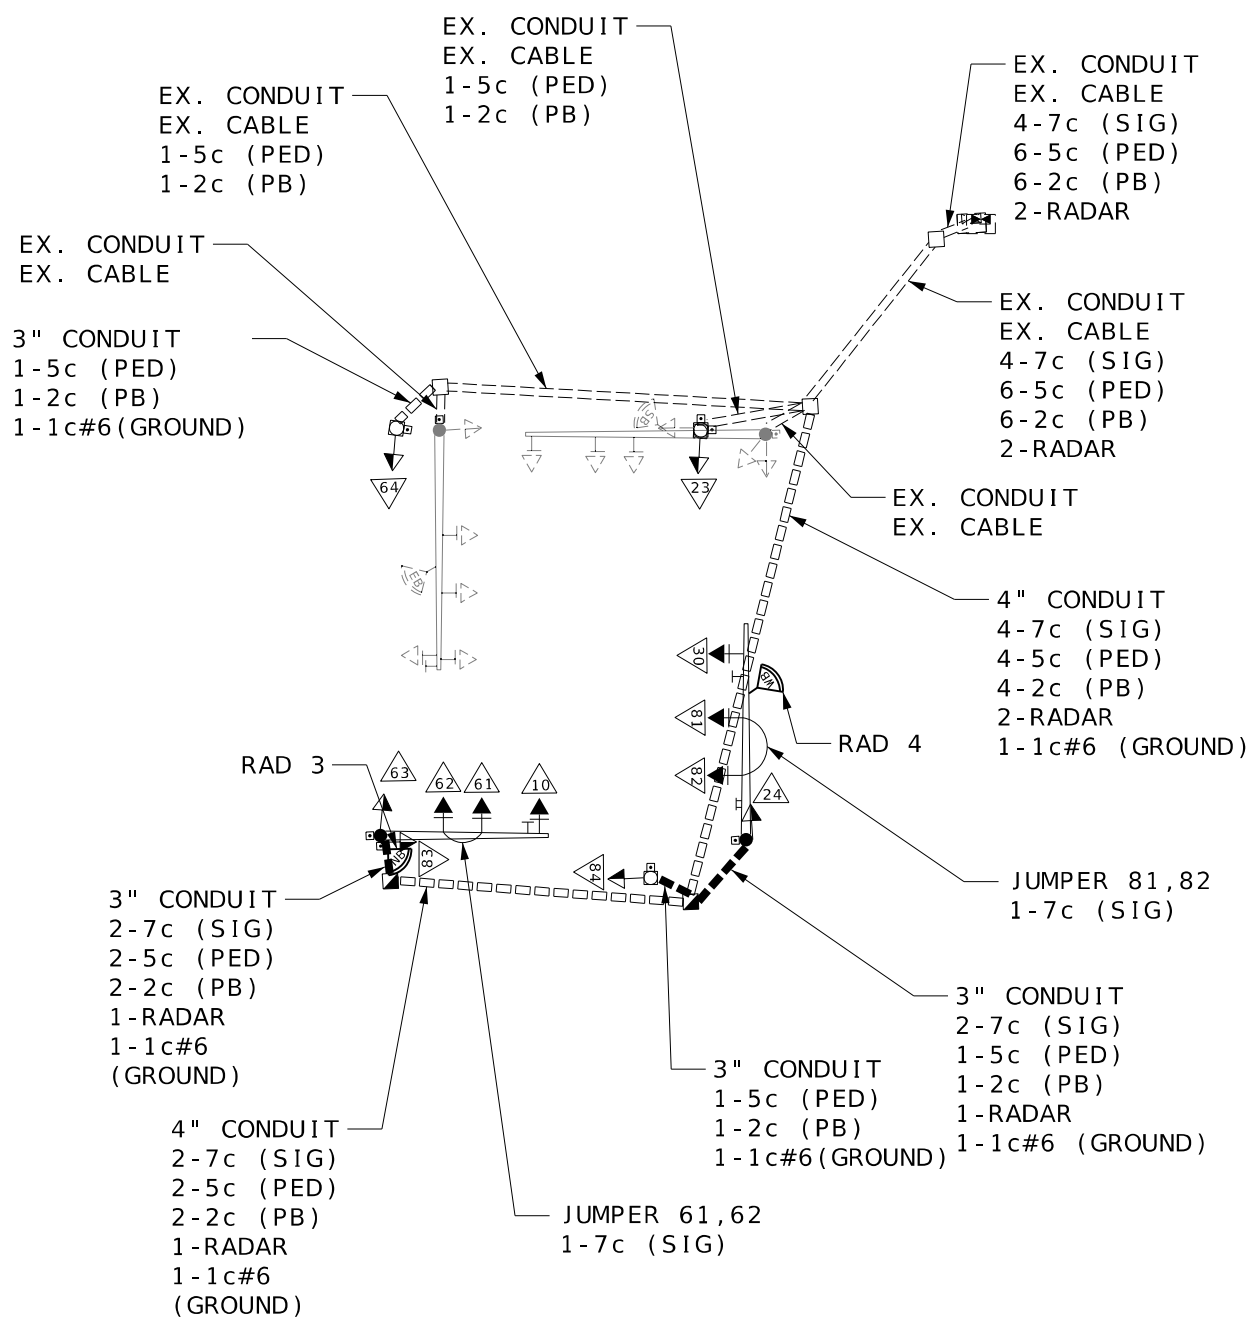 EX. CONDUIT
EX. CABLE
1-5c (PED)
1-2c (PB)
EX. CONDUIT
EX. CABLE
4-7c (SIG)
6-5c (PED)
6-2c (PB)
2-RADAR
EX. CONDUIT
EX. CABLE
1-5c (PED)
1-2c (PB)
EX. CONDUIT
EX. CABLE
3" CONDUIT
1-5c (PED)
1-2c (PB)
1-1c#6(GROUND)
EX. CONDUIT
EX. CABLE
4-7c (SIG)
6-5c (PED)
6-2c (PB)
2-RADAR
SB
64
23
EX. CONDUIT
EX. CABLE
EB
4" CONDUIT
4-7c (SIG)
4-5c (PED)
4-2c (PB)
2-RADAR
1-1c#6 (GROUND)
30
WB
81
RAD 4
82
24
RAD 3
63
62
61
10
NB
83
84
JUMPER 81,82
1-7c (SIG)
3" CONDUIT
2-7c (SIG)
2-5c (PED)
2-2c (PB)
1-RADAR
1-1c#6
(GROUND)
3" CONDUIT
2-7c (SIG)
1-5c (PED)
1-2c (PB)
1-RADAR
1-1c#6 (GROUND)
3" CONDUIT
1-5c (PED)
1-2c (PB)
1-1c#6(GROUND)
4" CONDUIT
2-7c (SIG)
2-5c (PED)
2-2c (PB)
1-RADAR
1-1c#6
(GROUND)
JUMPER 61,62
1-7c (SIG)